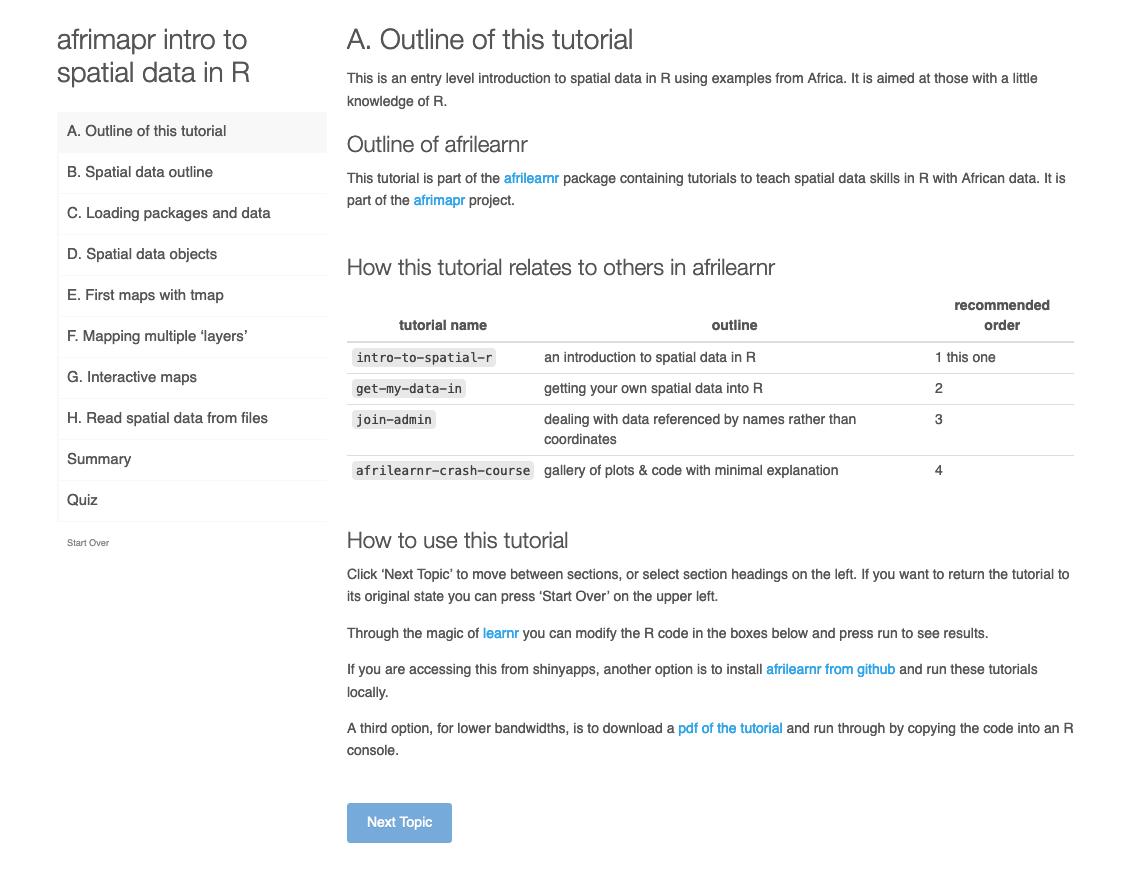 afrimapr intro to
spatial data in R
A. Outline of this tutorial
B. Spatial data outline
C. Loading packages and data
D. Spatial data objects
E. First maps with tmap
F. Mapping multiple ‘layers’
G. Interactive maps
H. Read spatial data from files
Summary
Quiz
Start Over
A. Outline of this tutorial
This is an entry level introduction to spatial data in R using examples from Africa. It is aimed at those with a little
knowledge of R.
Outline of afrilearnr
This tutorial is part of the afrilearnr package containing tutorials to teach spatial data skills in R with African data. It is
part of the afrimapr project.
How this tutorial relates to others in afrilearnr
recommended
tutorial name outline order
intro-to-spatial-r an introduction to spatial data in R 1 this one
get-my-data-in getting your own spatial data into R 2
join-admin dealing with data referenced by names rather than 3
coordinates
afrilearnr-crash-course gallery of plots & code with minimal explanation 4
How to use this tutorial
Click ‘Next Topic’ to move between sections, or select section headings on the left. If you want to return the tutorial to
its original state you can press ‘Start Over’ on the upper left.
Through the magic of learnr you can modify the R code in the boxes below and press run to see results.
If you are accessing this from shinyapps, another option is to install afrilearnr from github and run these tutorials
locally.
A third option, for lower bandwidths, is to download a pdf of the tutorial and run through by copying the code into an R
console.
Next Topic